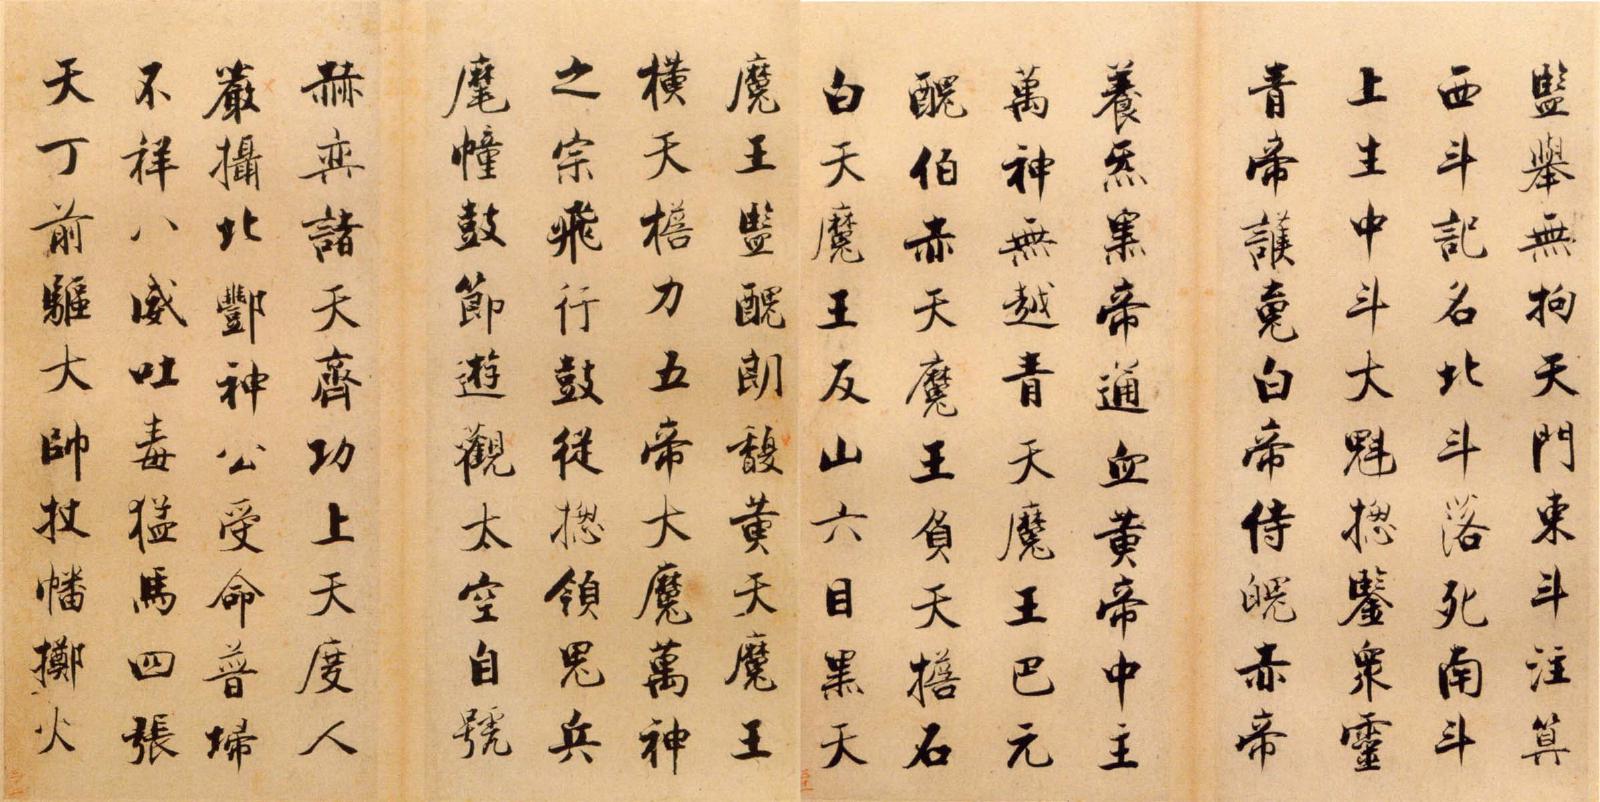 監舉無拘天門東斗注算
西斗記名北斗落死南斗
上生中斗大魁摠鑒衆靈
青帝護魂白帝侍魄赤帝
養炁黑帝通血黃帝中主
萬神無越青天魔王巴元
醜伯赤天魔王負天擔石
白天魔王反山六目黑天
魔王監醜朗馥黃天魔王
橫天擔力五帝大魔萬神
之宗飛行鼓從摠領鬼兵
麾幢鼓節遊觀太空自號
赫奕諸天齊功上天度人
嚴攝北酆神公受命普掃
不祥八威吐毒猛馬四張
天丁前驅大帥杖幡擲火